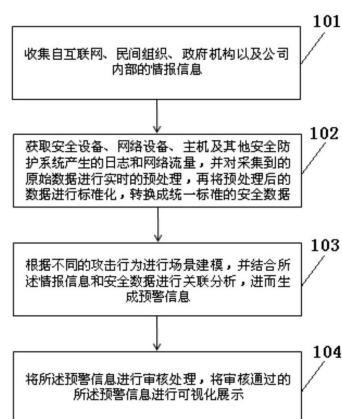 101
收集自互联网、民间组织、政府机构以及公司
内部的情报信息
102
获取安全设备、网络设备、主机及其他安全防
护系统产生的日志和网络流量,并对采集到的
原始数据进行实时的预处理,再将预处理后的
数据进行标准化,转换成统一标准的安全数据
103
根据不同的攻击行为进行场景建模,并结合所
述情报信息和安全数据进行关联分析,进而生
成预警信息
104
将所述预警信息进行审核处理,将审核通过的
所述预警信息进行可视化展示